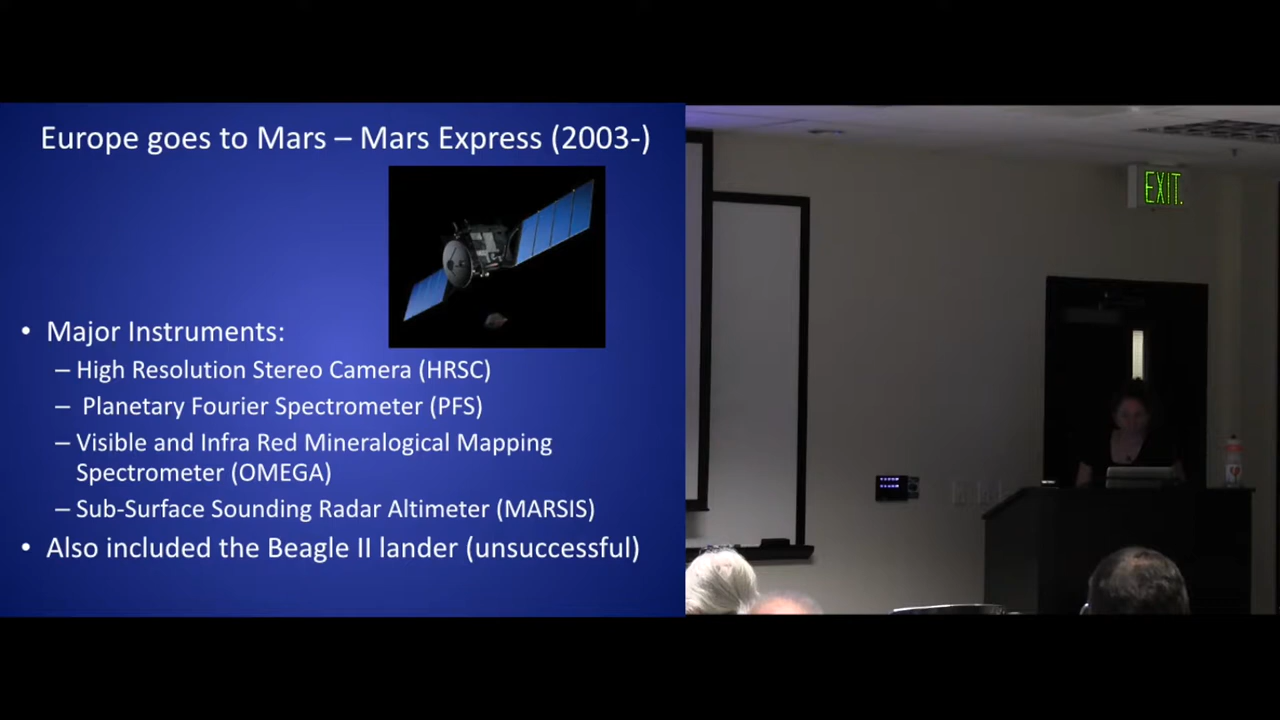 Europe goes to Mars – Mars Express (2003-)
• Major Instruments:
– High Resolution Stereo Camera (HRSC)
– Planetary Fourier Spectrometer (PFS)
– Visible and Infra Red Mineralogical Mapping
Spectrometer (OMEGA)
– Sub-Surface Sounding Radar Altimeter (MARSIS)
• Also included the Beagle II lander (unsuccessful)
EXIT